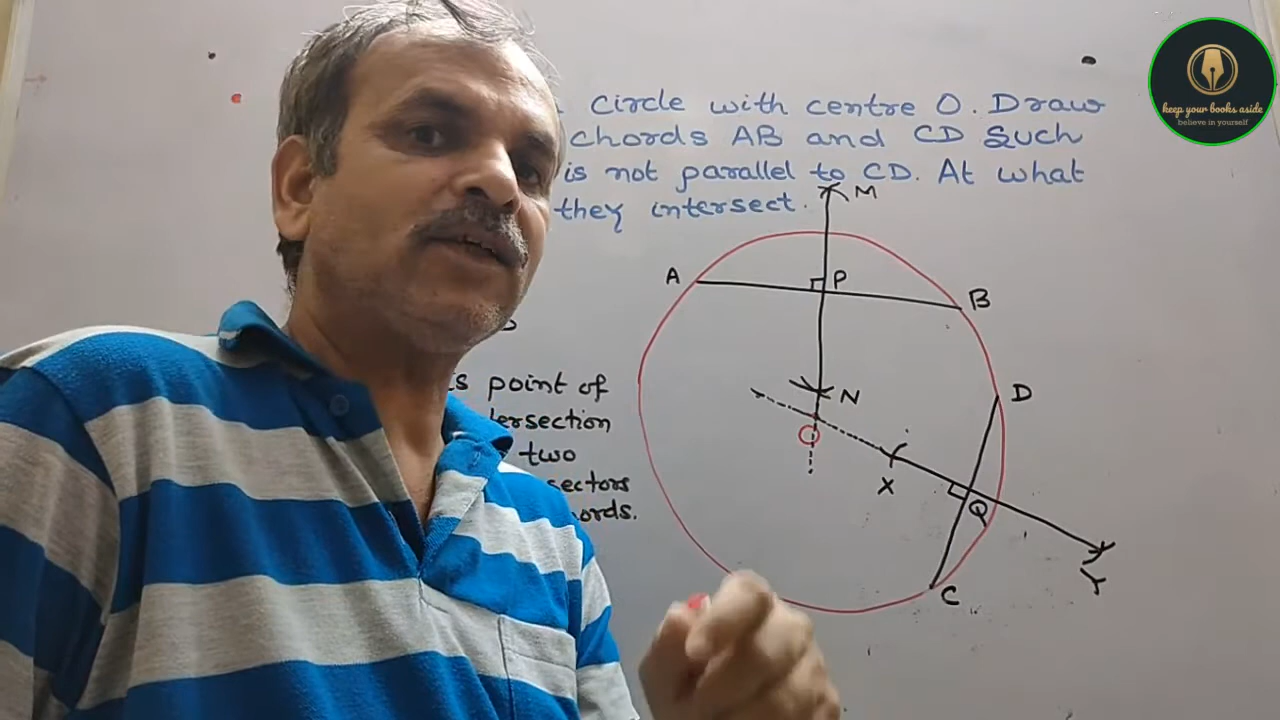 Circle with centre O. Draw
chords AB and CD such
is not parallel to CD. At what
they intersect.
M
A
P
B
point of
N
D
two
O
X
Q
C
Y
keep your books aside
believe in yourself